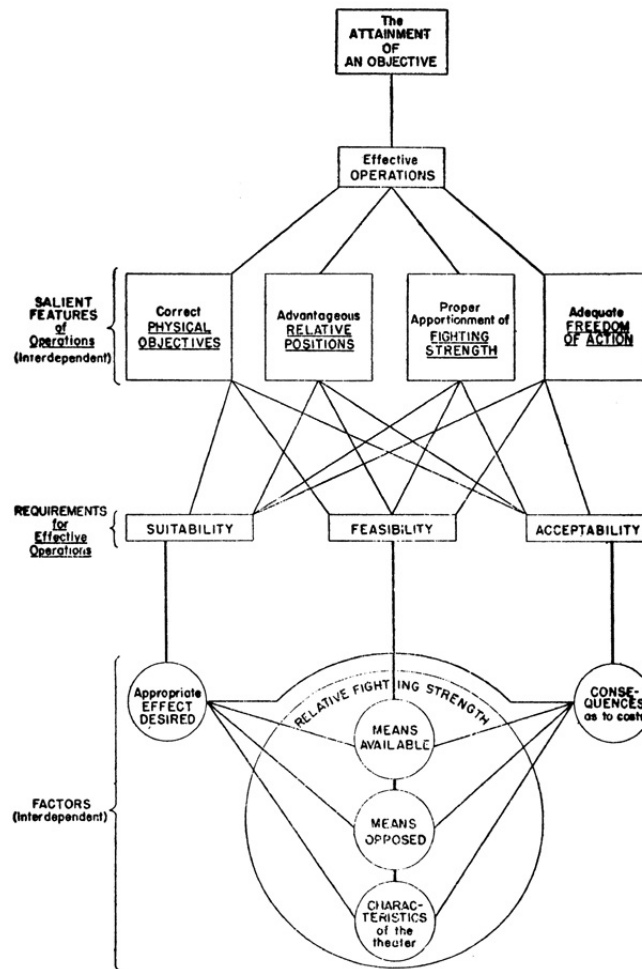 The
ATTAINMENT
OF
AN OBJECTIVE
Effective
OPERATIONS
SALIENT
FEATURES
of
Operations
(Interdependent)
Correct
PHYSICAL
OBJECTIVES
Advantageous
RELATIVE
POSITIONS
Proper
Apportionment of
FIGHTING
STRENGTH
Adequate
FREEDOM
OF ACTION
REQUIREMENTS
for
Effective
Operations
SUITABILITY
FEASIBILITY
ACCEPTABILITY
FACTORS
(Interdependent)
Appropriate
EFFECT
DESIRED
RELATIVE FIGHTING STRENGTH
MEANS
AVAILABLE
MEANS
OPPOSED
CHARAC-
TERISTICS
of the
theater
CONSE-
QUENCES
as to costs